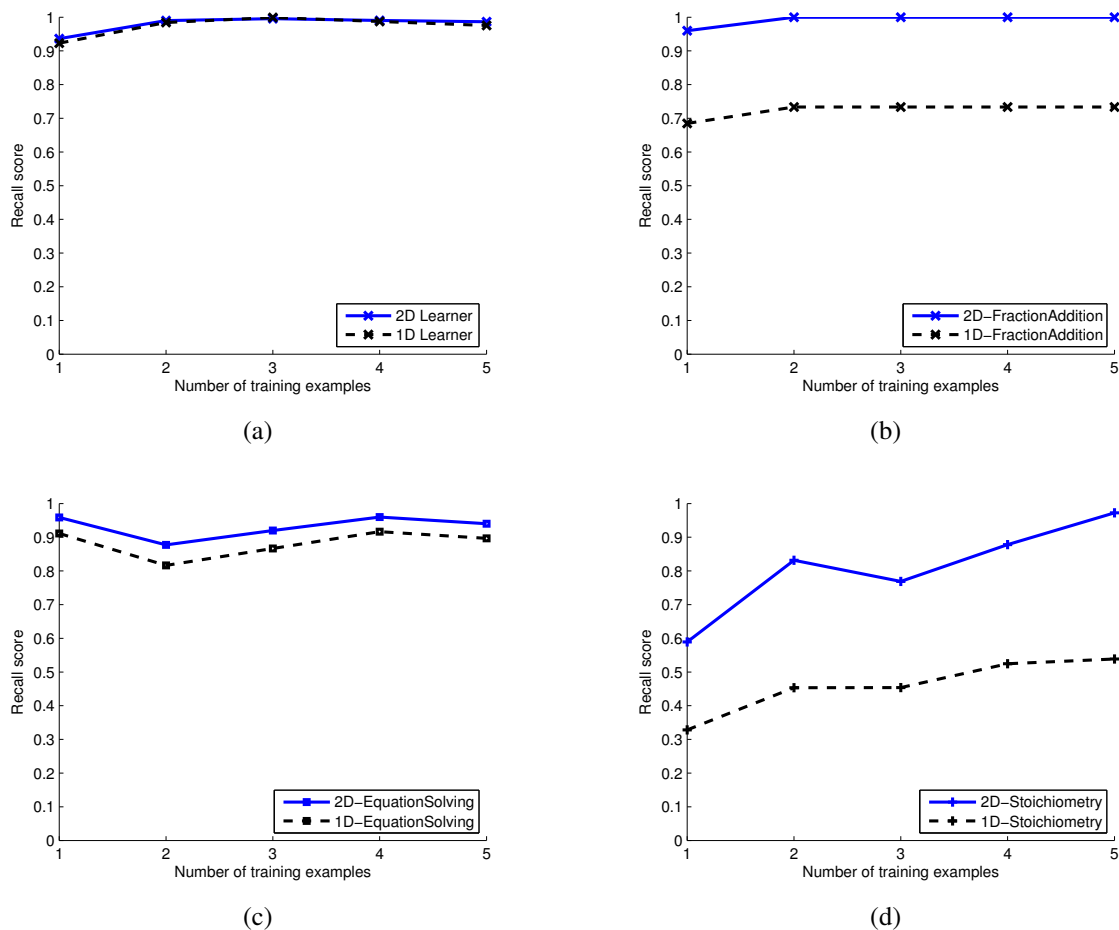 1
0.9
0.8
0.7
0.6
0.5
0.4
0.3
0.2
0.1
0
Recall score
2D Learner
1D Learner
1 2 3 4 5
Number of training examples
(a)
1
0.9
0.8
0.7
0.6
0.5
0.4
0.3
0.2
0.1
0
Recall score
2D−FractionAddition
1D−FractionAddition
1 2 3 4 5
Number of training examples
(b)
1
0.9
0.8
0.7
0.6
0.5
0.4
0.3
0.2
0.1
0
Recall score
2D−EquationSolving
1D−EquationSolving
1 2 3 4 5
Number of training examples
(c)
1
0.9
0.8
0.7
0.6
0.5
0.4
0.3
0.2
0.1
0
Recall score
2D−Stoichiometry
1D−Stoichiometry
1 2 3 4 5
Number of training examples
(d)